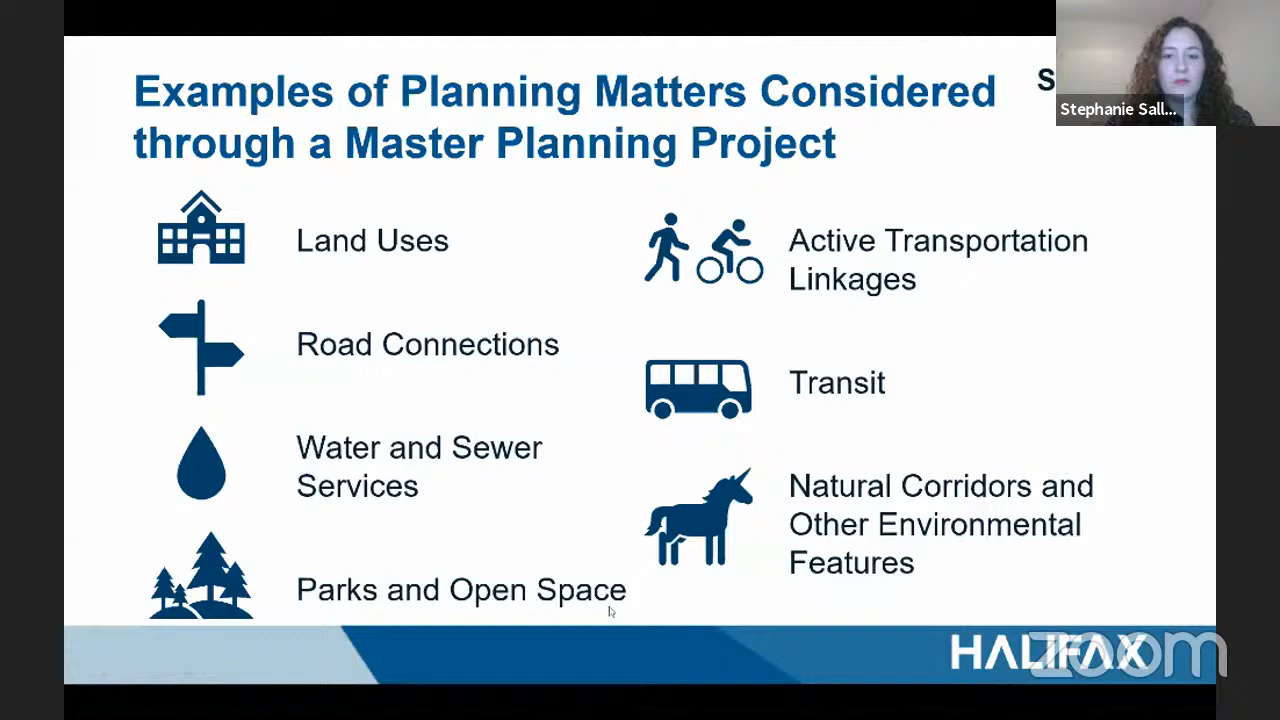 Examples of Planning Matters Considered
through a Master Planning Project
S
Stephanie Sall...
Land Uses
Road Connections
Water and Sewer
Services
Parks and Open Space
Active Transportation
Linkages
Transit
Natural Corridors and
Other Environmental
Features
HALIFAX
zoom